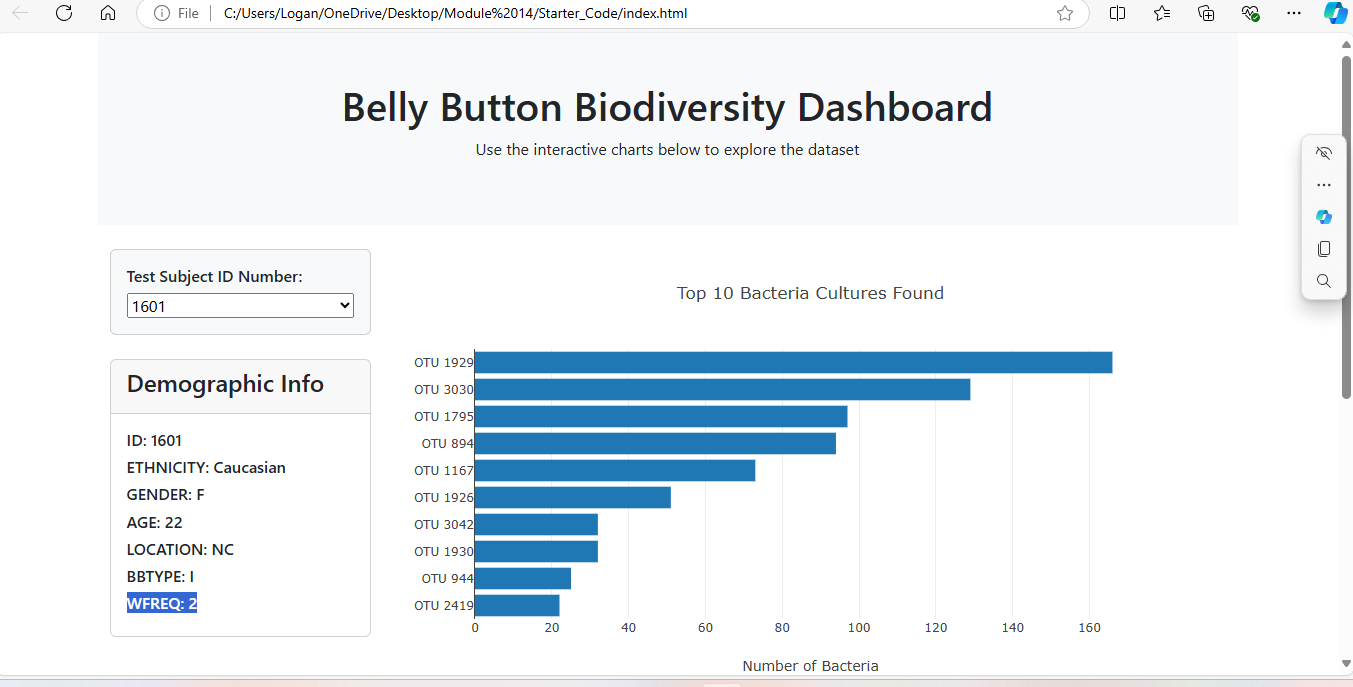 File C:/Users/Logan/OneDrive/Desktop/Module%2014/Starter_Code/index.html
Belly Button Biodiversity Dashboard
Use the interactive charts below to explore the dataset
Test Subject ID Number:
1601
Demographic Info
ID: 1601
ETHNICITY: Caucasian
GENDER: F
AGE: 22
LOCATION: NC
BBTYPE: I
WFREQ: 2
Top 10 Bacteria Cultures Found
OTU 1929
OTU 3030
OTU 1795
OTU 894
OTU 1167
OTU 1926
OTU 3042
OTU 1930
OTU 944
OTU 2419
0 20 40 60 80 100 120 140 160
Number of Bacteria